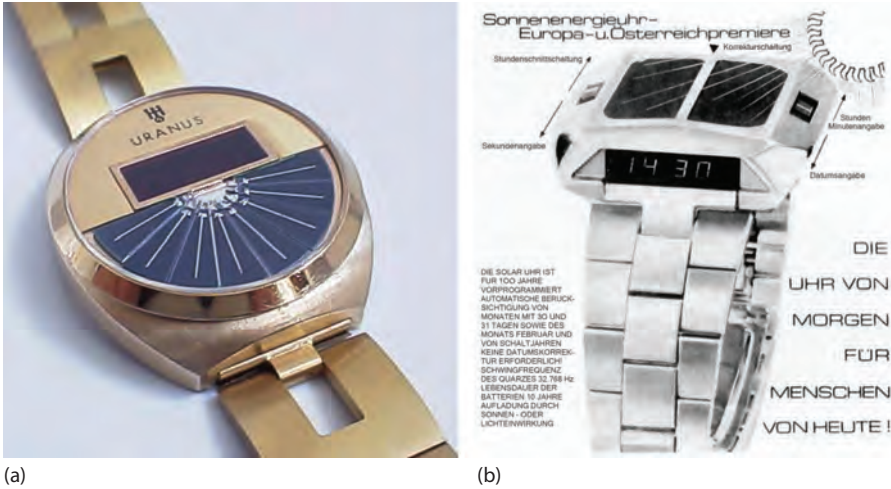 URANUS
Sonnenenergieuhr-
Europa-u.Österreichpremiere
Korrekturschaltung
Stundenschnittschaltung
Stunden
Minutenangabe
Sekundenangabe
Datumsangabe
14 30
DIE SOLAR UHR IST
FUR 100 JAHRE
VORPROGRAMMIERT
AUTOMATISCHE BERUCK-
SICHTIGUNG VON
MONATEN MIT 30 UND
31 TAGEN SOWIE DES
MONATS FEBRUAR UND
VON SCHALTJAHREN
KEINE DATUMSKORREK-
TUR ERFORDERLICH!
SCHWINGFREQUENZ
DES QUARZES 32.768 Hz
LEBENSDAUER DER
BATTERIEN 10 JAHRE
AUFLADUNG DURCH
SONNEN - ODER
LICHTEINWIRKUNG
DIE
UHR VON
MORGEN
FÜR
MENSCHEN
VON HEUTE !
(a)
(b)